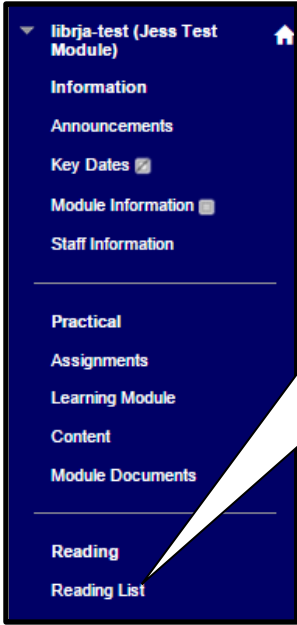 librja-test (Jess Test
Module)
Information
Announcements
Key Dates
Module Information
Staff Information
Practical
Assignments
Learning Module
Content
Module Documents
Reading
Reading List